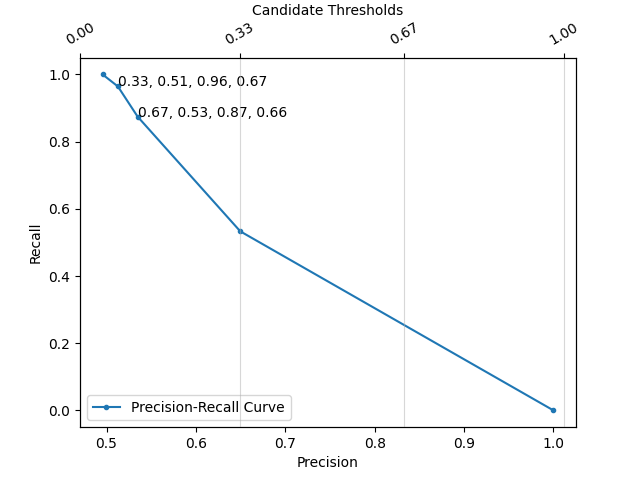 Candidate Thresholds
0.00 0.33 0.67 1.00
1.0
0.33, 0.51, 0.96, 0.67
0.67, 0.53, 0.87, 0.66
0.8
0.6
Recall
0.4
0.2
0.0
Precision-Recall Curve
0.5 0.6 0.7 0.8 0.9 1.0
Precision